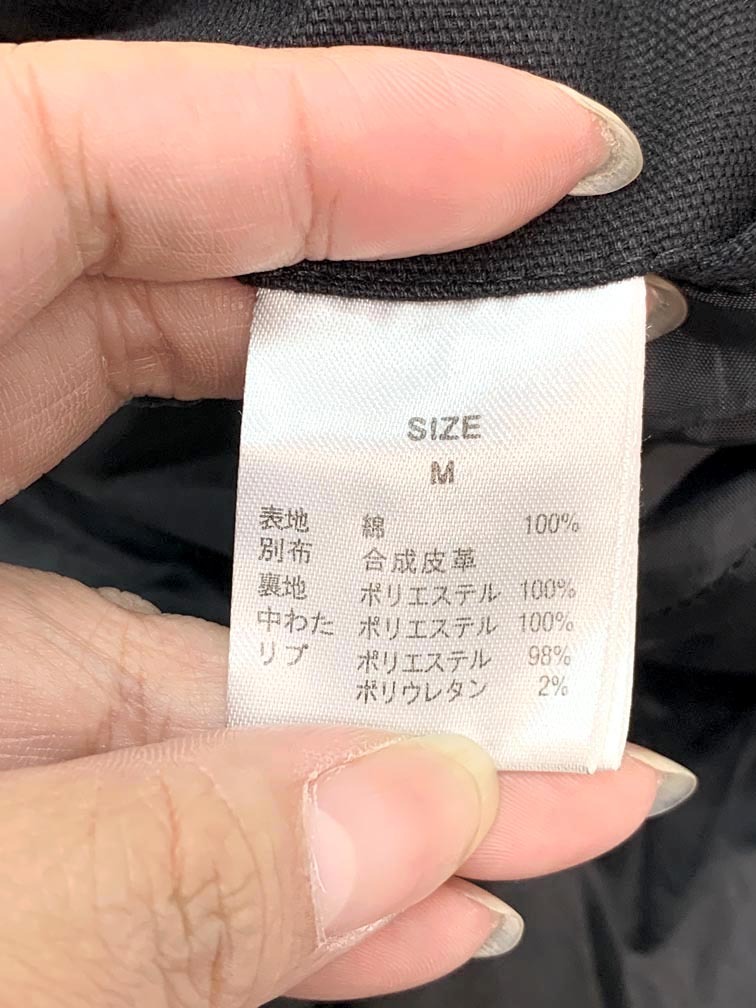 SIZE
M
表地 綿 100%
別布 合成皮革
裏地 ポリエステル 100%
中わた ポリエステル 100%
リブ ポリエステル 98%
ポリウレタン 2%